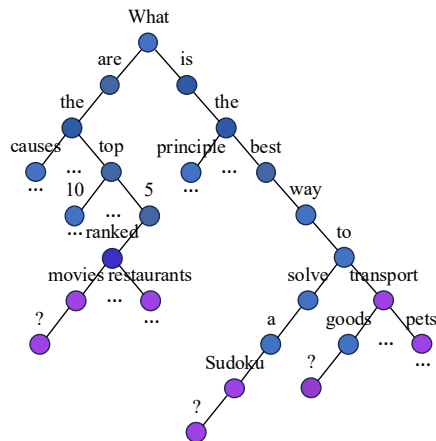 What
are is
the the
causes top principle best
... ... ... ...
10 5 way
... ...
ranked to
movies restaurants solve transport
... ...
? a goods pets
... ...
Sudoku ?
?